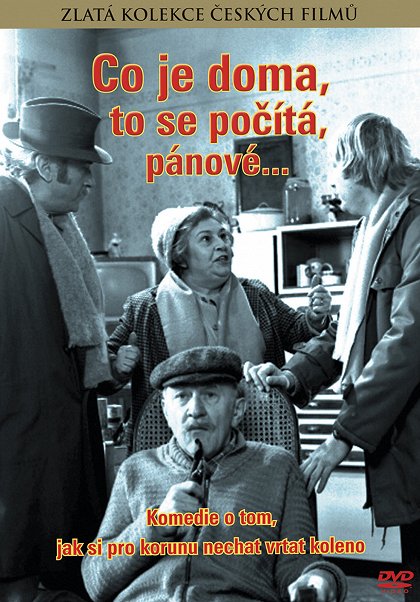 ZLATÁ KOLEKCE ČESKÝCH FILMŮ
Co je doma,
to se počítá,
pánové...
Komedie o tom,
jak si pro korunu nechat vrtat koleno
DVD
VIDEO